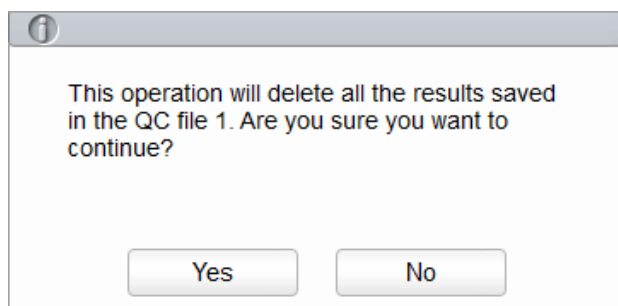 This operation will delete all the results saved
in the QC file 1. Are you sure you want to
continue?
Yes No